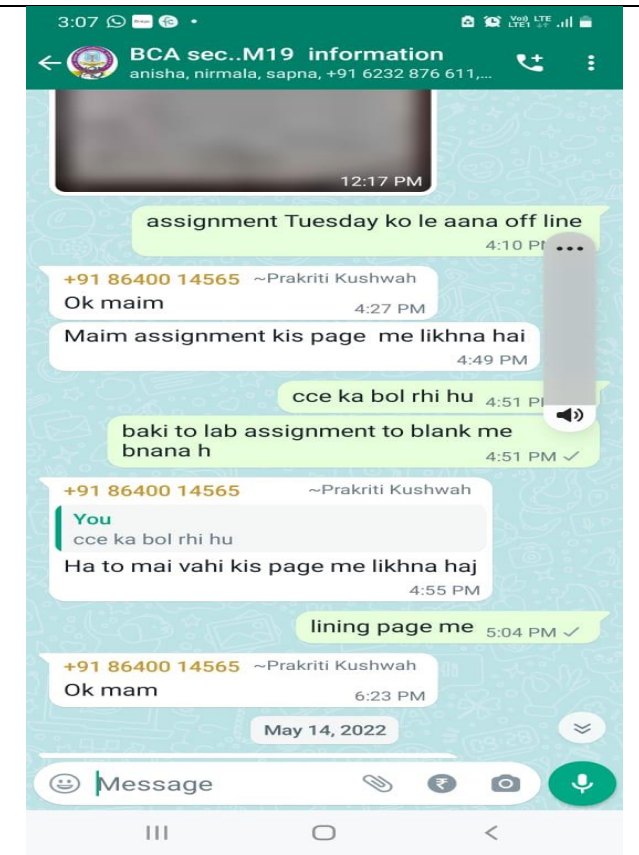 3:07
Vo)) LTE
LTE1
BCA sec..M19 information
anisha, nirmala, sapna, +91 6232 876 611,...
12:17 PM
assignment Tuesday ko le aana off line
4:10
+91 86400 14565 ~Prakriti Kushwah
Ok maim
4:27 PM
Maim assignment kis page me likhna hai
4:49 PM
cce ka bol rhi hu 4:51
baki to lab assignment to blank me
bnana h
4:51 PM
+91 86400 14565 ~Prakriti Kushwah
You
cce ka bol rhi hu
Ha to mai vahi kis page me likhna haj
4:55 PM
lining page me 5:04 PM
+91 86400 14565 ~Prakriti Kushwah
Ok mam
6:23 PM
May 14, 2022
Message